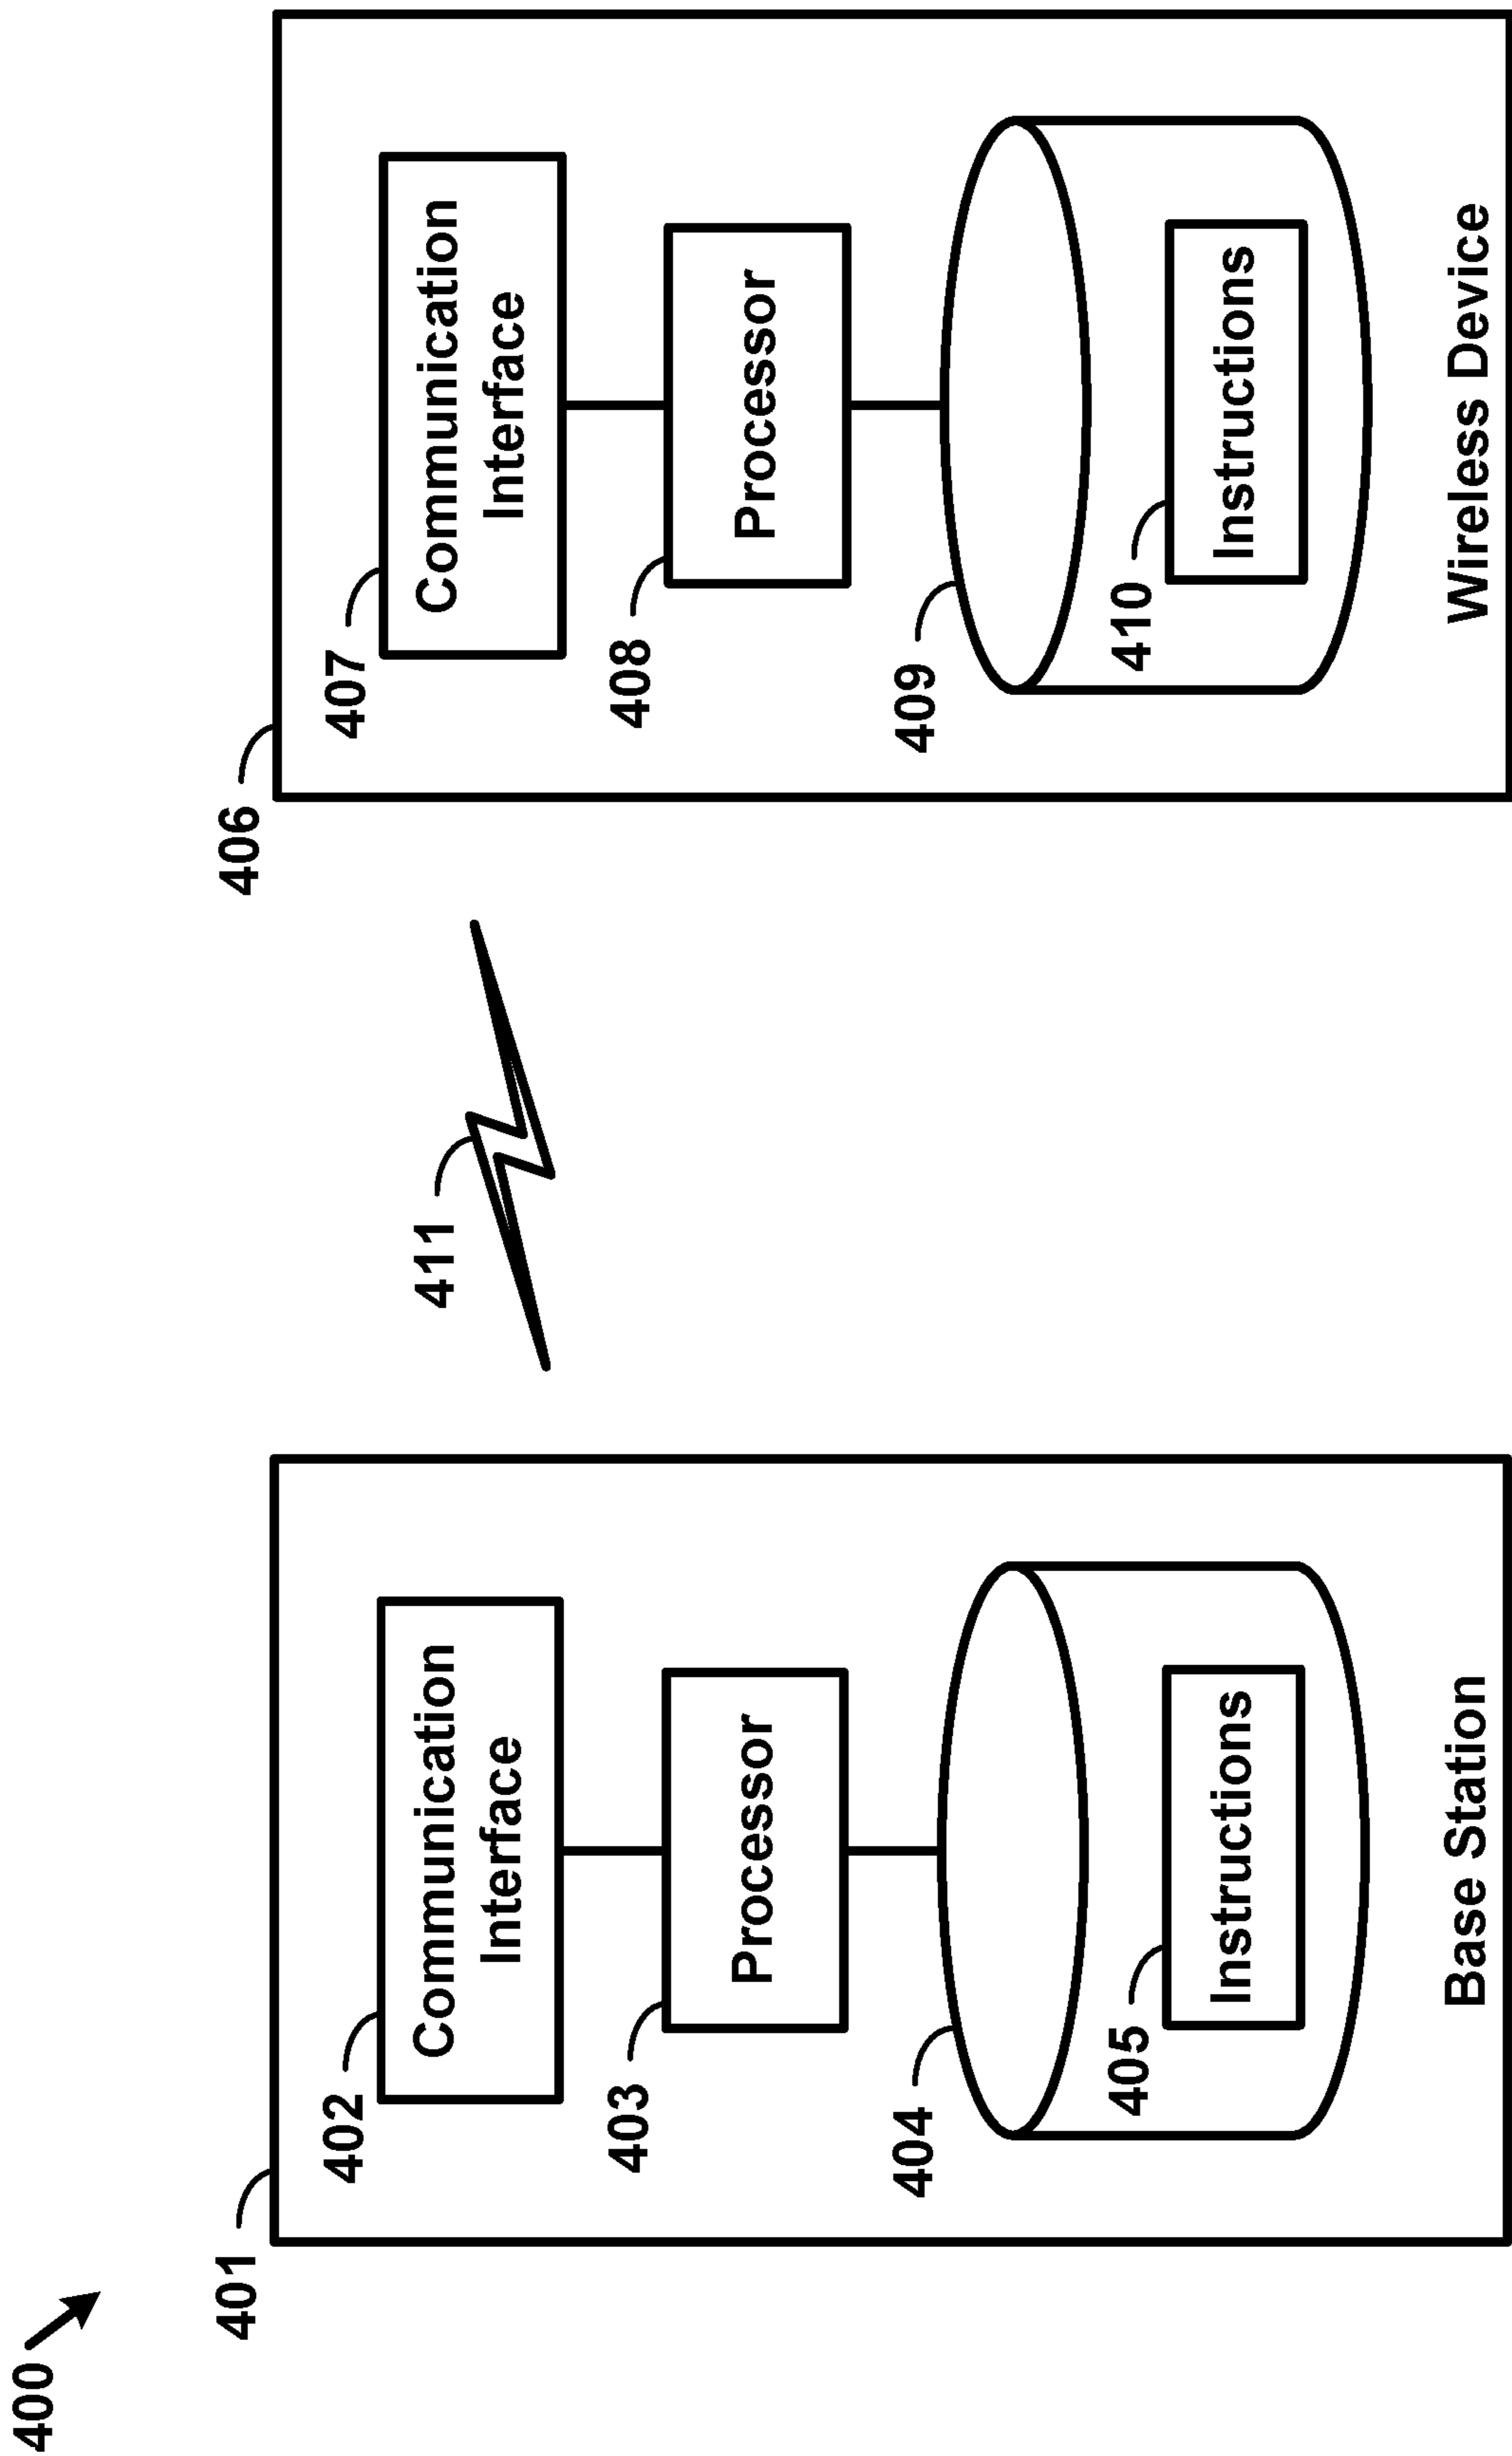 400
401
402
Communication
Interface
403
Processor
404
405
Instructions
Base Station
411
406
407
Communication
Interface
408
Processor
409
410
Instructions
Wireless Device